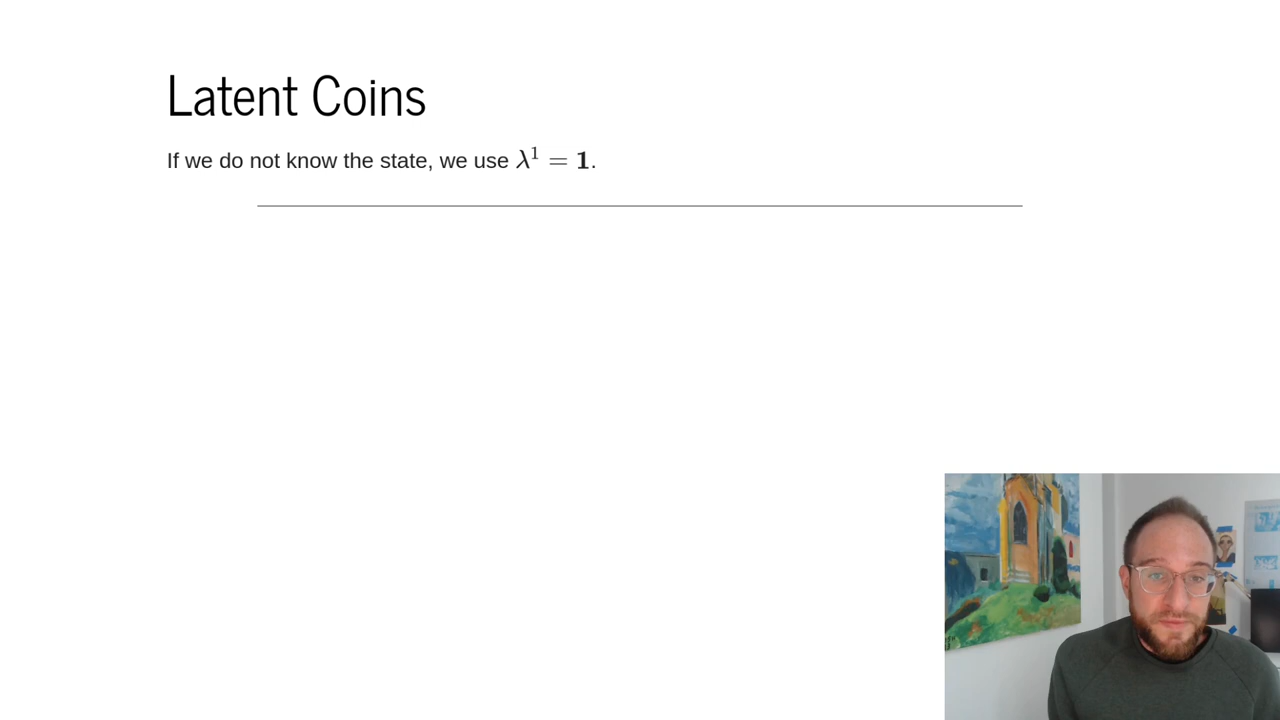 Latent Coins
If we do not know the state, we use λ¹ = 𝟏.